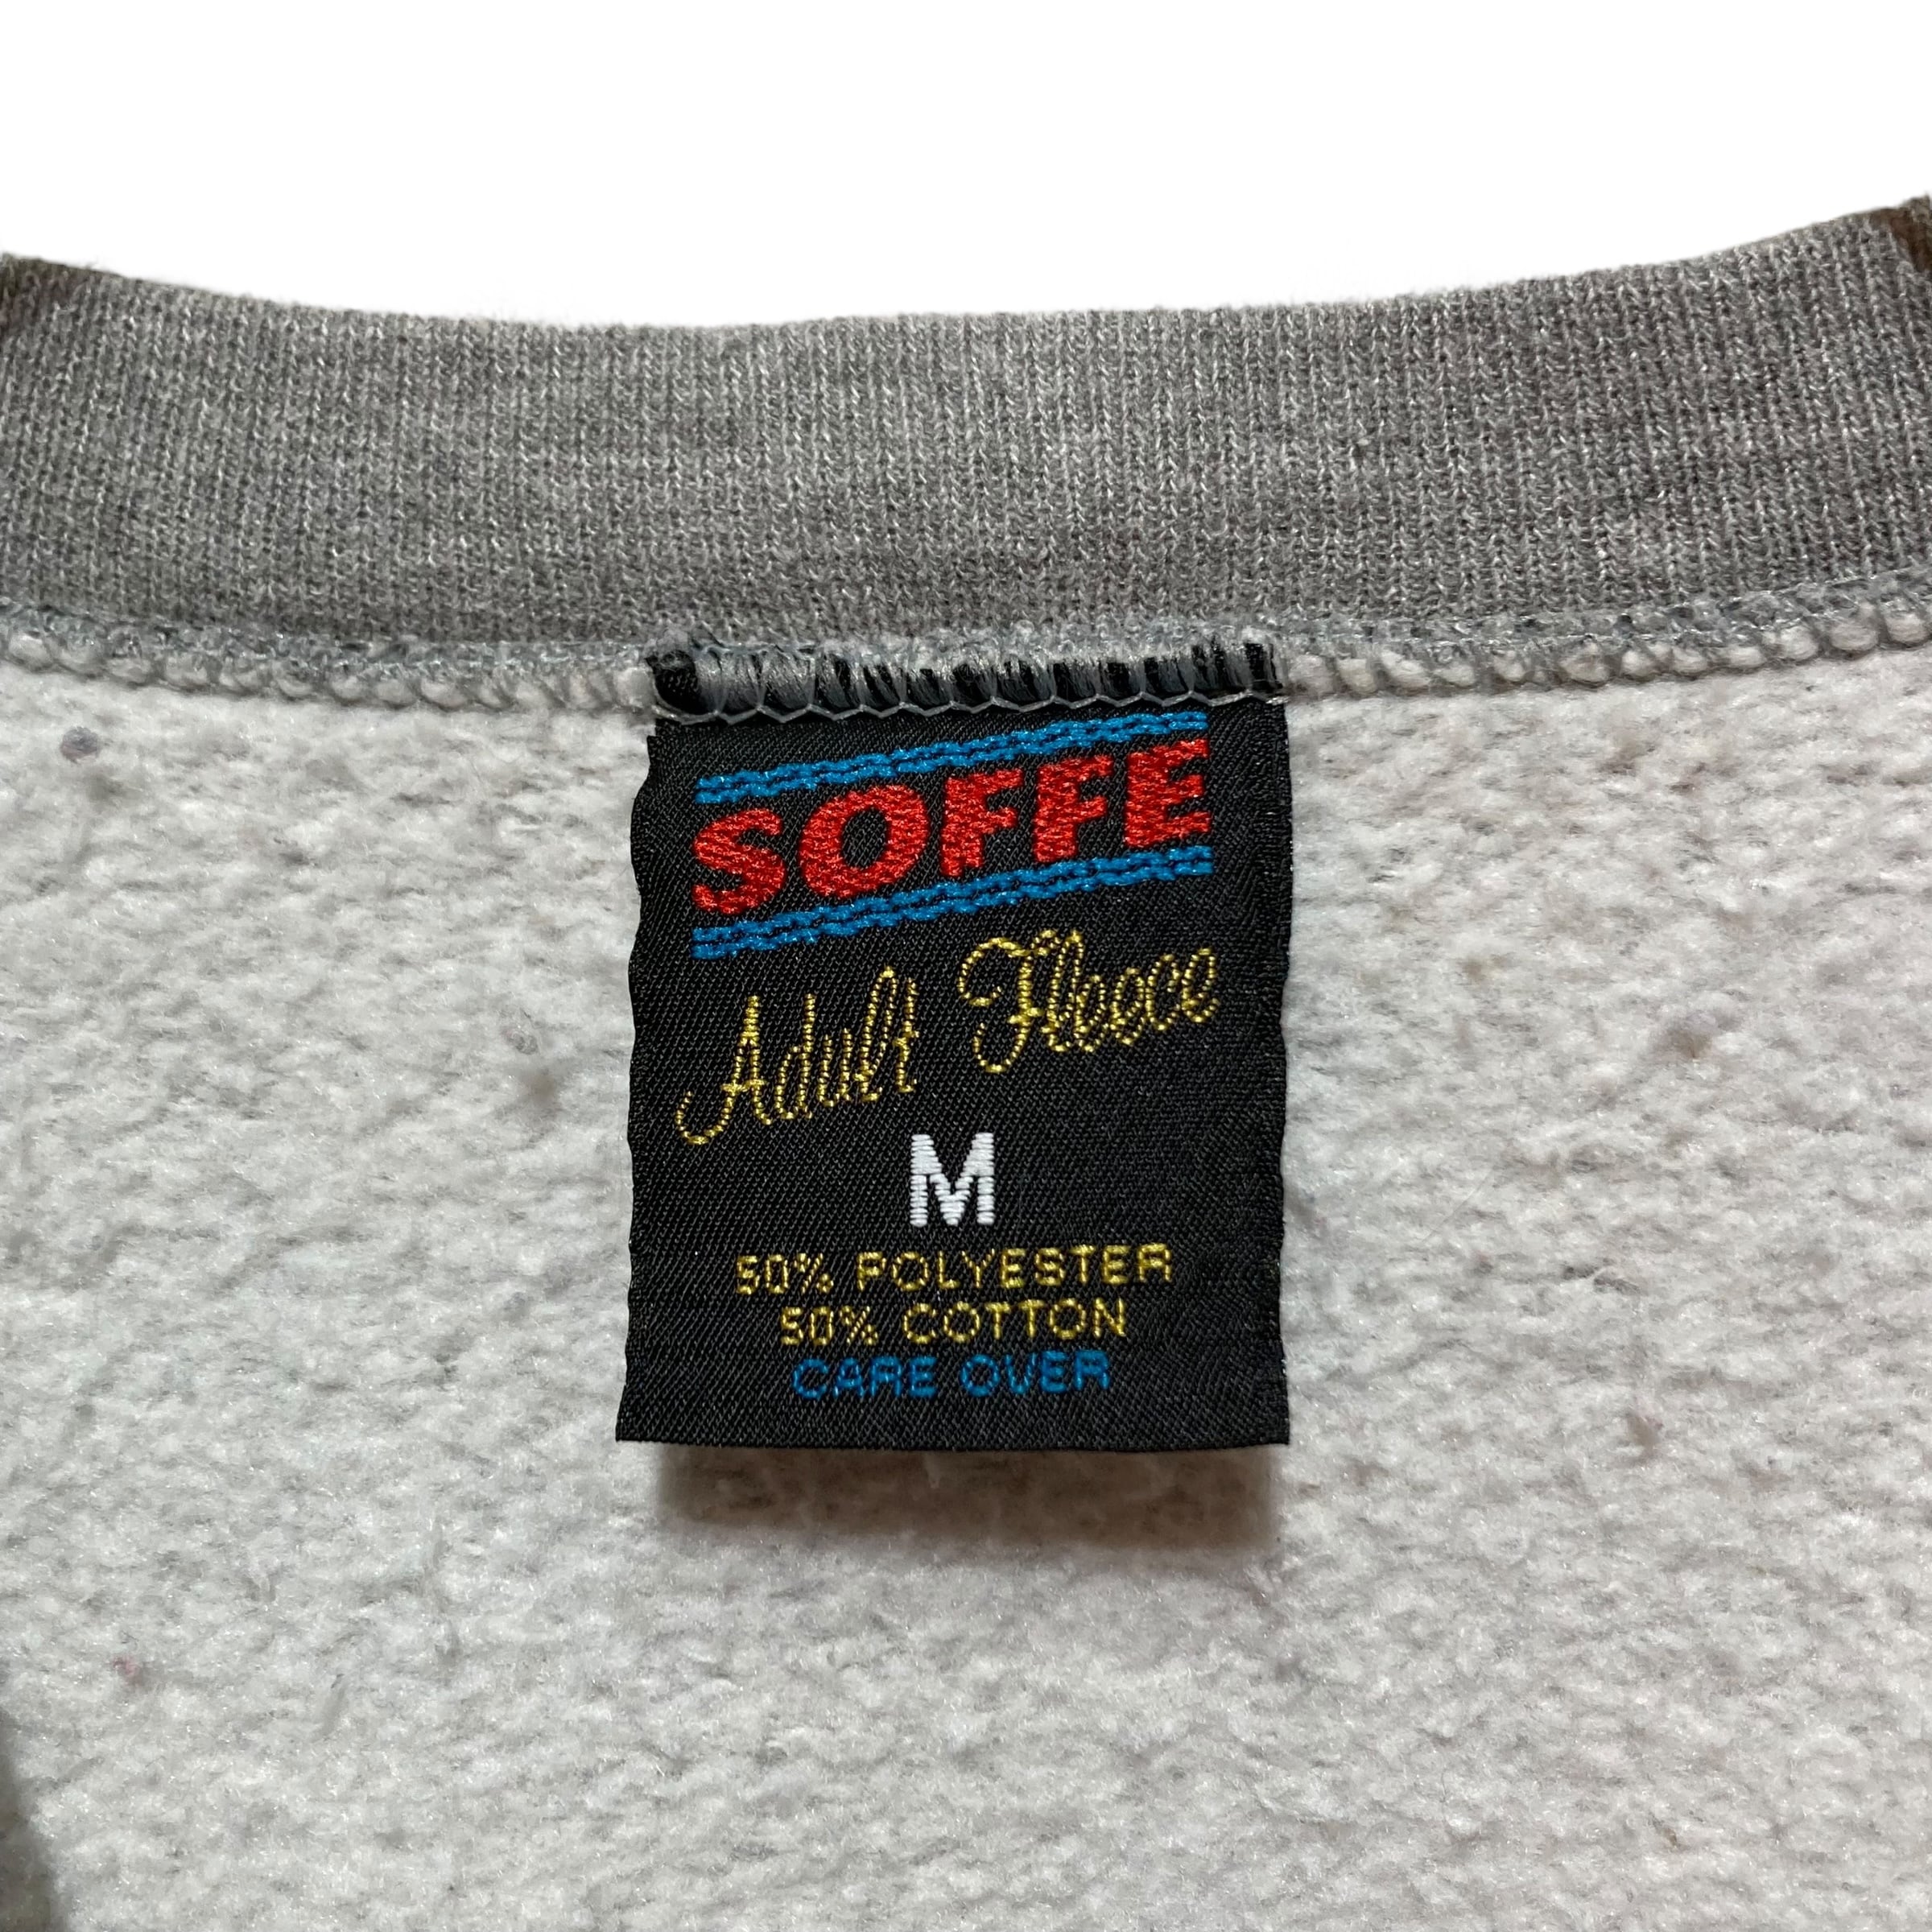 SOFFE
Adult Fleece
M
50% POLYESTER
50% COTTON
CARE OVER